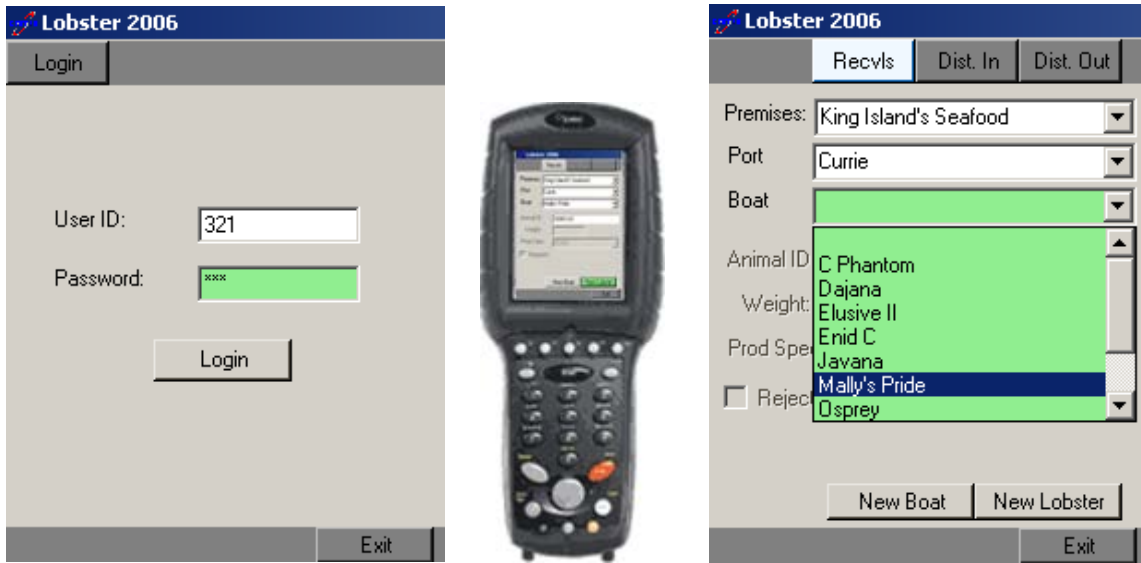 Lobster 2006
Login
User ID:
321
Password:
***
Login
Exit
Lobster 2006
Recvls
Dist. In
Dist. Out
Premises:
King Island's Seafood
Port
Currie
Boat
Animal ID
C Phantom
Dajana
Weight:
Elusive II
Enid C
Prod Spe
Javana
Mally's Pride
Reject
Osprey
New Boat
New Lobster
Exit